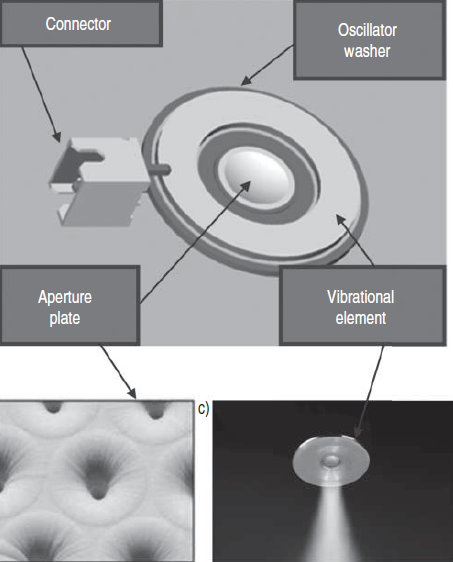 Connector
Oscillator
washer
Aperture
plate
Vibrational
element
c)